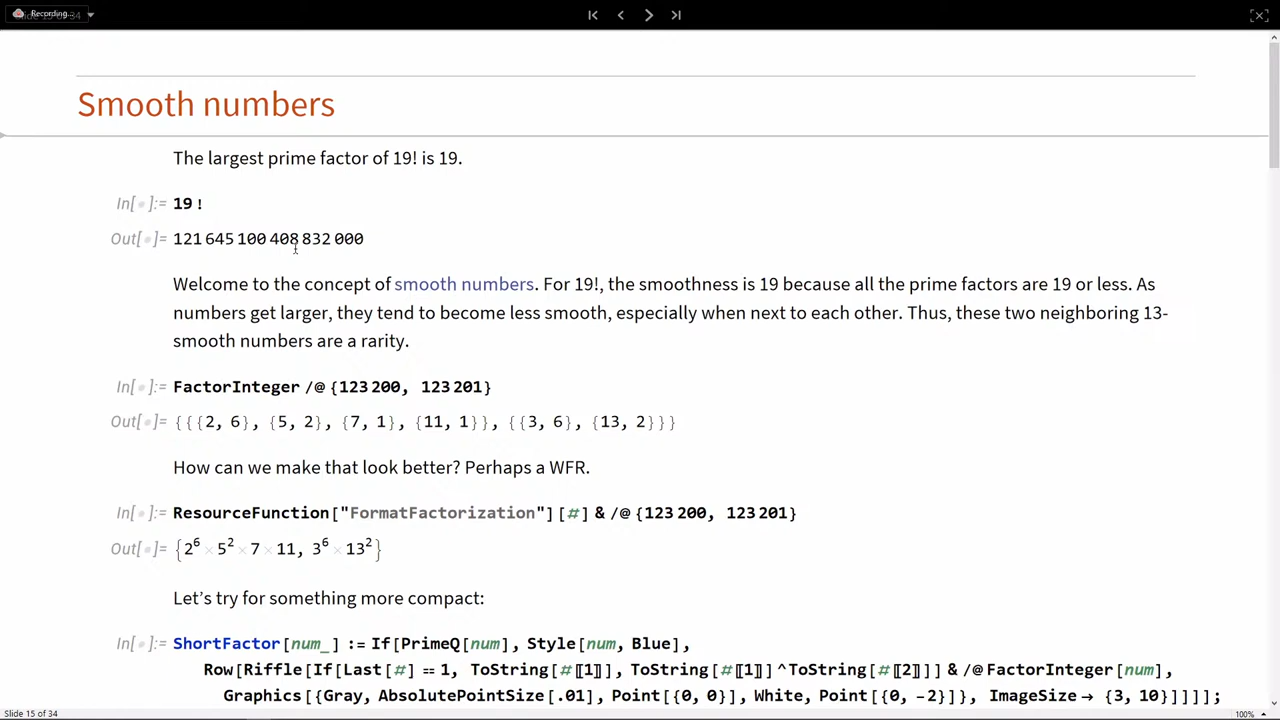 Recording...
Slide 15 of 34
Smooth numbers
The largest prime factor of 19! is 19.
In[ ]:= 19 !
Out[ ]= 121 645 100 408 832 000
Welcome to the concept of smooth numbers. For 19!, the smoothness is 19 because all the prime factors are 19 or less. As
numbers get larger, they tend to become less smooth, especially when next to each other. Thus, these two neighboring 13-
smooth numbers are a rarity.
In[ ]:= FactorInteger /@ {123 200, 123 201}
Out[ ]= {{{2, 6}, {5, 2}, {7, 1}, {11, 1}}, {{3, 6}, {13, 2}}}
How can we make that look better? Perhaps a WFR.
In[ ]:= ResourceFunction["FormatFactorization"][#] & /@ {123 200, 123 201}
Out[ ]= {2⁶ × 5² × 7 × 11, 3⁶ × 13²}
Let's try for something more compact:
In[ ]:= ShortFactor[num_] := If[PrimeQ[num], Style[num, Blue],
Row[Riffle[If[Last[#] == 1, ToString[#[[1]]], ToString[#[[1]]]^ToString[#[[2]]]] & /@ FactorInteger[num],
Graphics[{Gray, AbsolutePointSize[.01], Point[{0, 0}], White, Point[{0, -2}]}, ImageSize → {3, 10}]]]];
Slide 15 of 34
100%